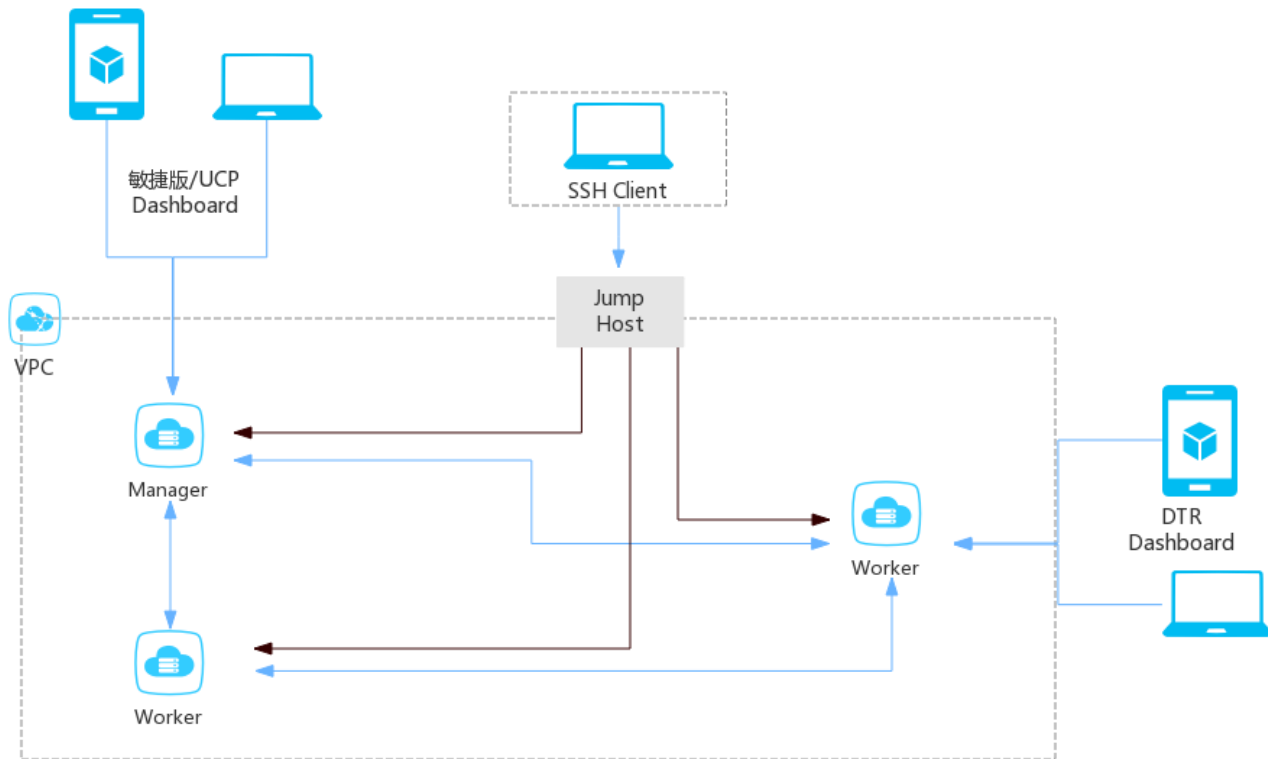 敏捷版/UCP
Dashboard
SSH Client
Jump
Host
VPC
Manager
Worker
DTR
Dashboard
Worker